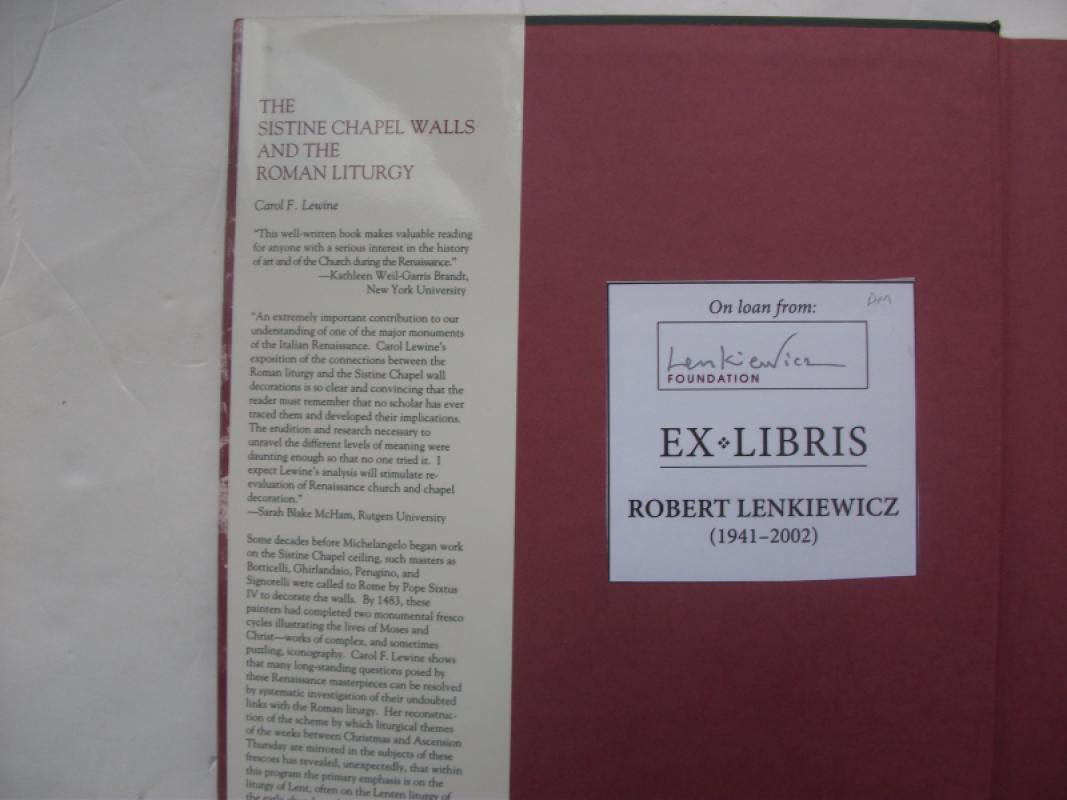 THE
SISTINE CHAPEL WALLS
AND THE
ROMAN LITURGY
Carol F. Lewine
"This well-written book makes valuable reading
for anyone with a serious interest in the history
of art and of the Church during the Renaissance."
—Kathleen Weil-Garris Brandt,
New York University
"An extremely important contribution to our
understanding of one of the major monuments
of the Italian Renaissance. Carol Lewine's
exposition of the connections between the
Roman liturgy and the Sistine Chapel wall
decorations is so clear and convincing that the
reader must remember that no scholar has ever
traced them and developed their implications.
The erudition and research necessary to
unravel the different levels of meaning were
daunting enough so that no one tried it. I
expect Lewine's analysis will stimulate re-
evaluation of Renaissance church and chapel
decoration."
—Sarah Blake McHam, Rutgers University
Some decades before Michelangelo began work
on the Sistine Chapel ceiling, such masters as
Botticelli, Ghirlandaio, Perugino, and
Signorelli were called to Rome by Pope Sixtus
IV to decorate the walls. By 1483, these
painters had completed two monumental fresco
cycles illustrating the lives of Moses and
Christ—works of complex, and sometimes
puzzling, iconography. Carol F. Lewine shows
that many long-standing questions posed by
these Renaissance masterpieces can be resolved
by systematic investigation of their undoubted
links with the Roman liturgy. Her reconstruc-
tion of the scheme by which liturgical themes
of the weeks between Christmas and Ascension
Thursday are mirrored in the subjects of these
frescoes has revealed, unexpectedly, that within
this program the primary emphasis is on the
liturgy of Lent, often on the Lenten liturgy of
On loan from:
AM
Lenkiewicz
FOUNDATION
EX❖LIBRIS
ROBERT LENKIEWICZ
(1941–2002)